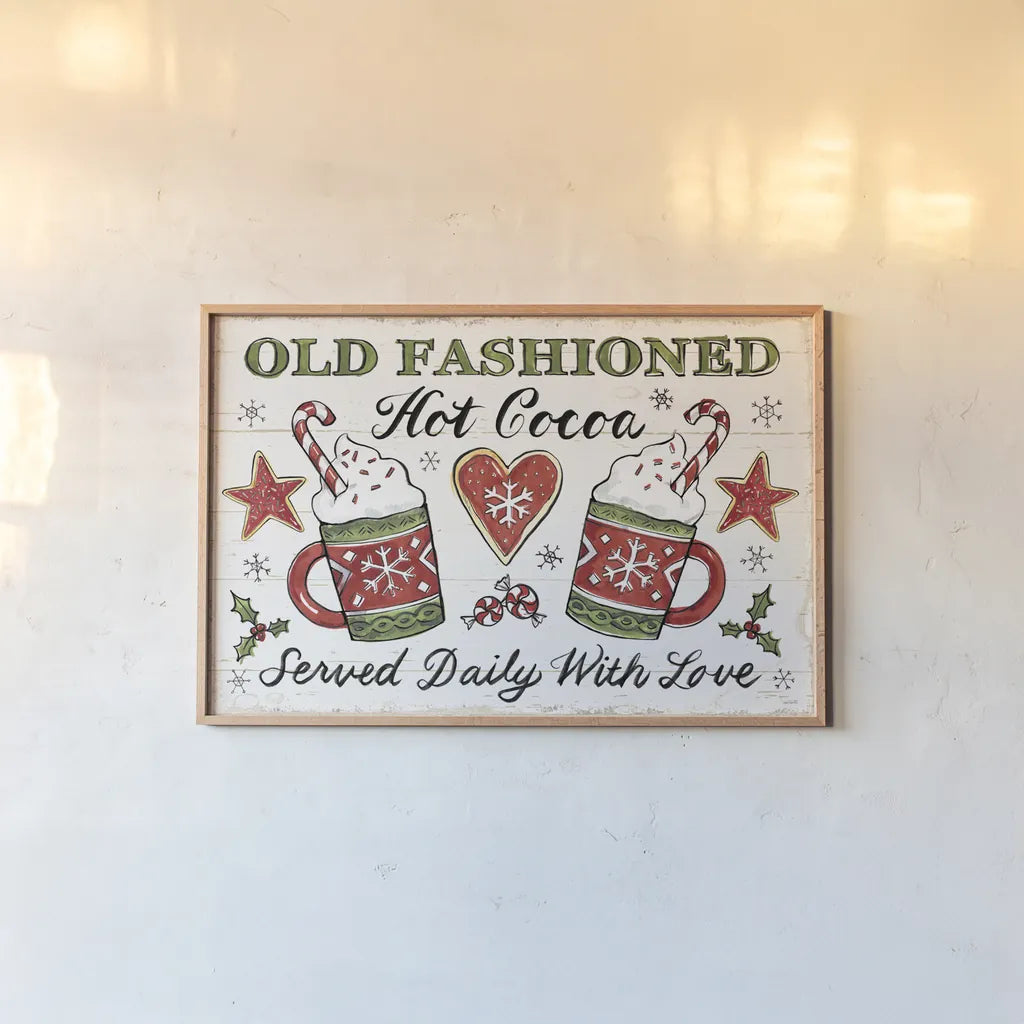 OLD FASHIONED
Hot Cocoa
Served Daily With Love